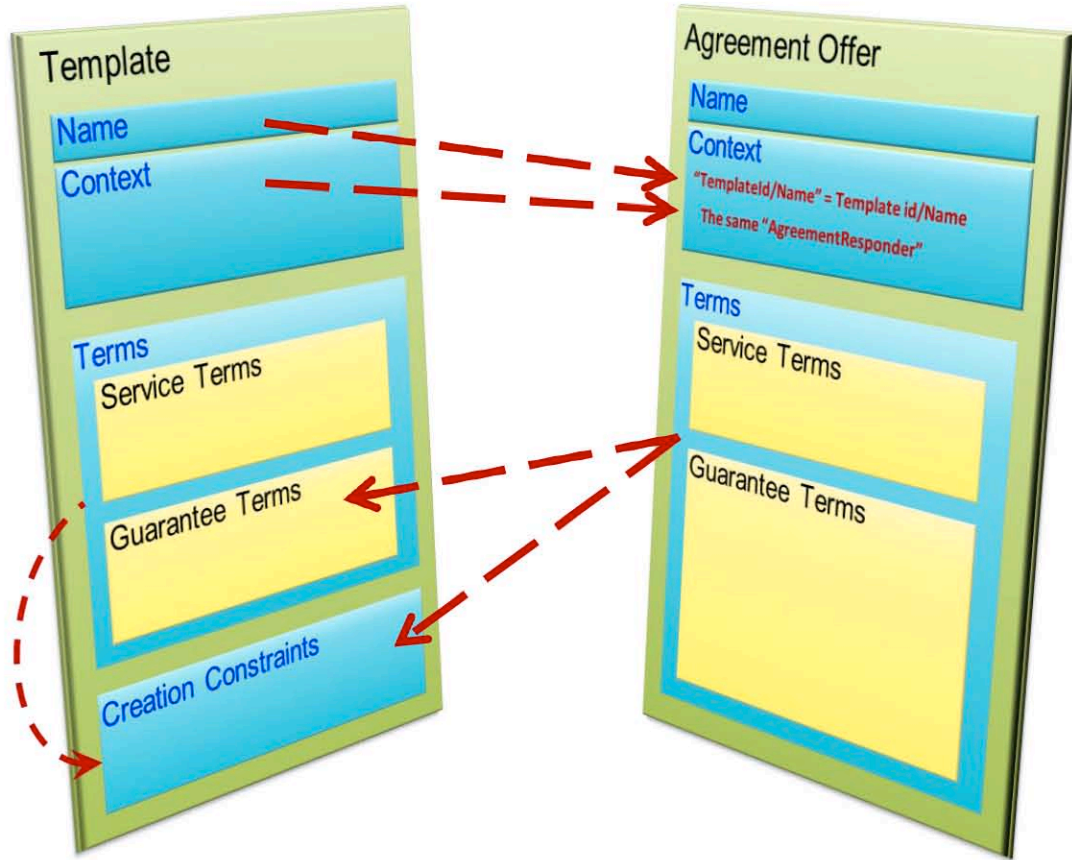 Template
Name
Context
Terms
Service Terms
Guarantee Terms
Creation Constraints
Agreement Offer
Name
Context
“TemplateId/Name” = Template id/Name
The same “AgreementResponder”
Terms
Service Terms
Guarantee Terms